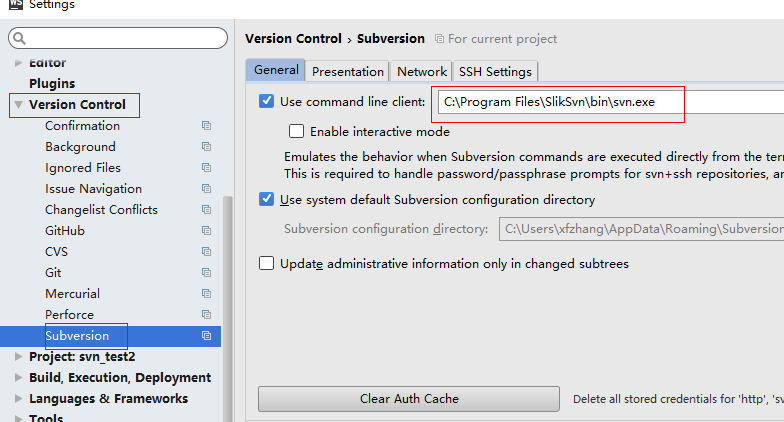 WS Settings
Editor
Plugins
Version Control
Confirmation
Background
Ignored Files
Issue Navigation
Changelist Conflicts
GitHub
CVS
Git
Mercurial
Perforce
Subversion
Project: svn_test2
Build, Execution, Deployment
Languages & Frameworks
Tools
Version Control › Subversion For current project
General Presentation Network SSH Settings
Use command line client: C:\Program Files\SlikSvn\bin\svn.exe
Enable interactive mode
Emulates the behavior when Subversion commands are executed directly from the ter
This is required to handle password/passphrase prompts for svn+ssh repositories, an
Use system default Subversion configuration directory
Subversion configuration directory: C:\Users\xfzhang\AppData\Roaming\Subversion
Update administrative information only in changed subtrees
Clear Auth Cache Delete all stored credentials for 'http', 'sv